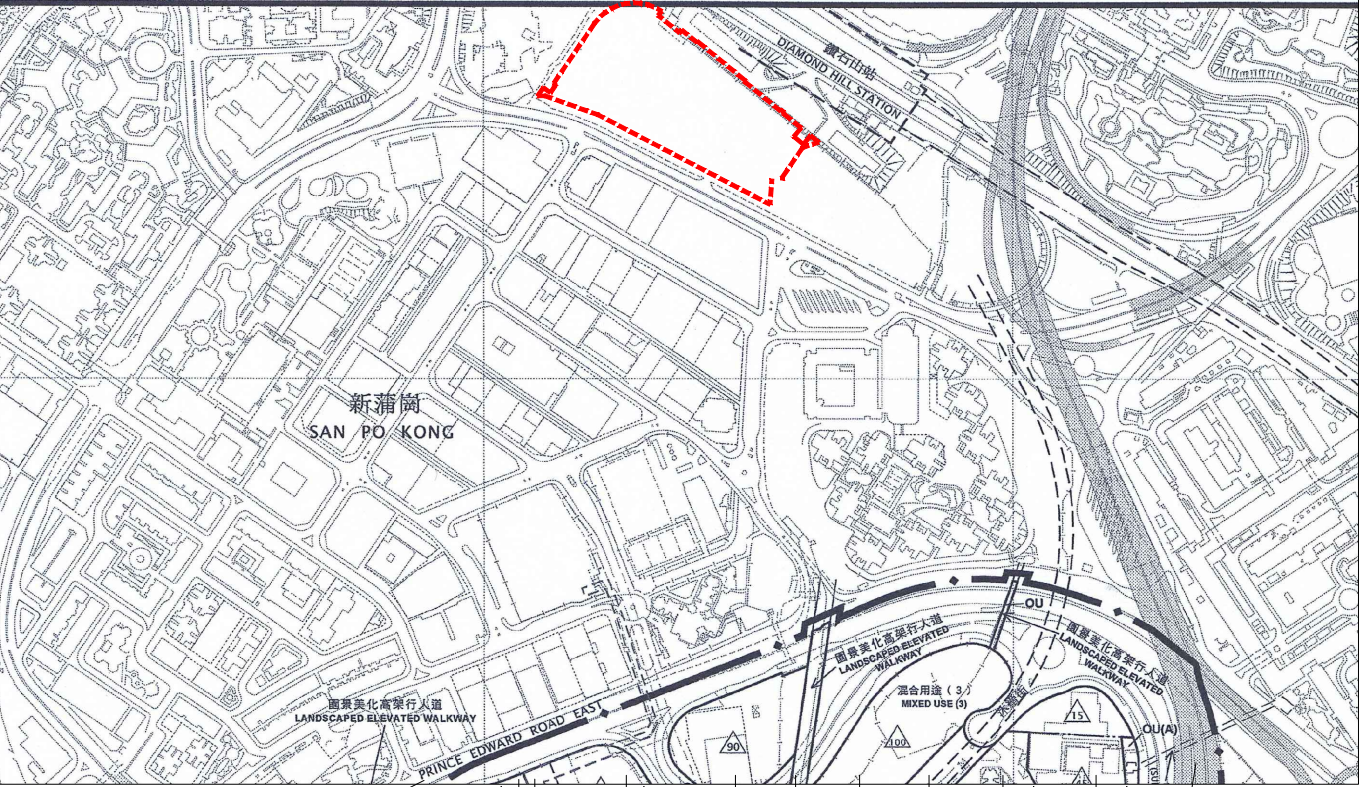 鑽石山站
DIAMOND HILL STATION
新蒲崗
SAN PO KONG
OU
園景美化高架行人道
LANDSCAPED ELEVATED
WALKWAY
園景美化高架行人道
LANDSCAPED ELEVATED
WALKWAY
混合用途（3）
MIXED USE (3)
園景美化高架行人道
LANDSCAPED ELEVATED WALKWAY
PRINCE EDWARD ROAD EAST
90
100
15
OU(A)